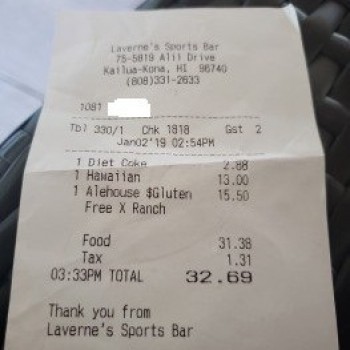 Laverne's Sports Bar
75-5819 Alii Drive
Kailua-Kona, HI 96740
(808)331-2633
1081
Tbl 330/1 Chk 1818 Gst 2
Jan02'19 02:54PM
1 Diet Coke 2.88
1 Hawaiian 13.00
1 Alehouse $Gluten 15.50
Free X Ranch
Food 31.38
Tax 1.31
03:33PM TOTAL 32.69
Thank you from
Laverne's Sports Bar